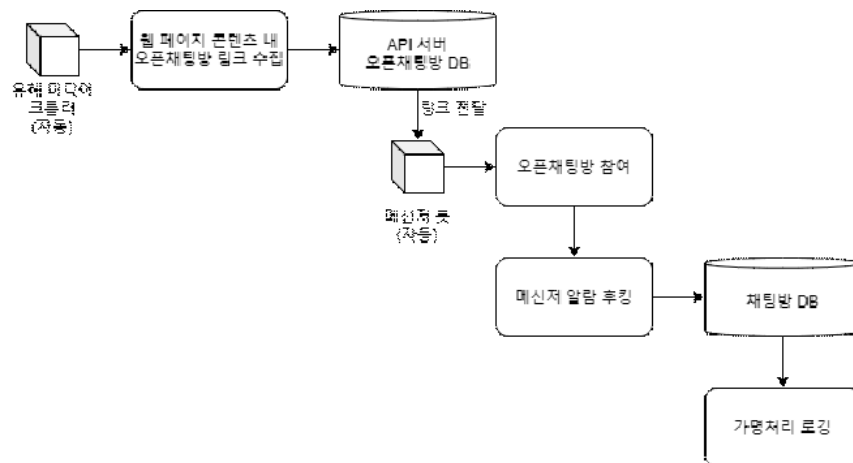 웹 페이지 콘텐츠 내
오픈채팅방 링크 수집
API 서버
오픈채팅방 DB
유해 미디어
크롤러
(자동)
링크 전달
오픈채팅방 참여
메신저 봇
(자동)
메신저 알람 후킹
채팅방 DB
가명처리 로깅